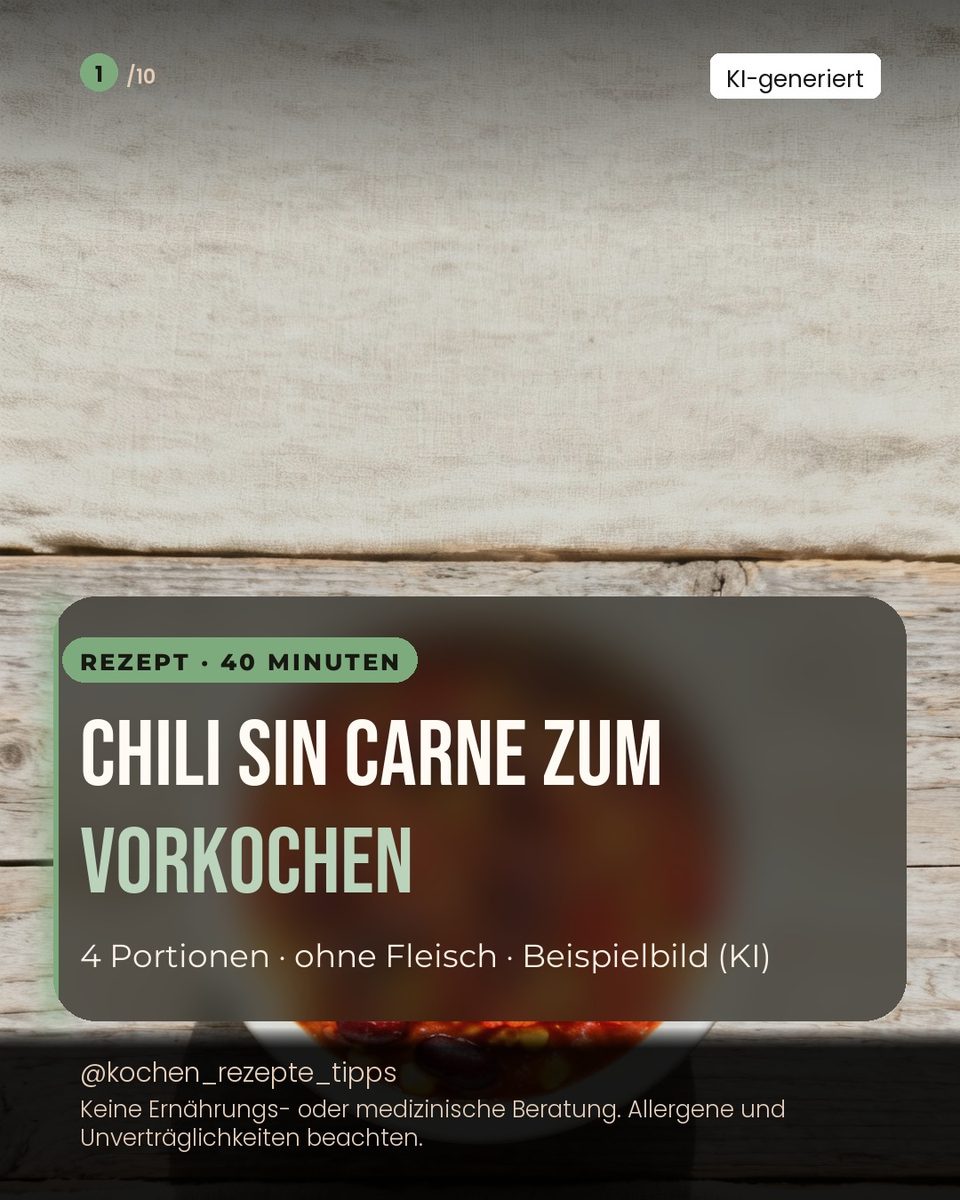 1 /10
KI-generiert
REZEPT · 40 MINUTEN
CHILI SIN CARNE ZUM
VORKOCHEN
4 Portionen · ohne Fleisch · Beispielbild (KI)
@kochen_rezepte_tipps
Keine Ernährungs- oder medizinische Beratung. Allergene und
Unverträglichkeiten beachten.